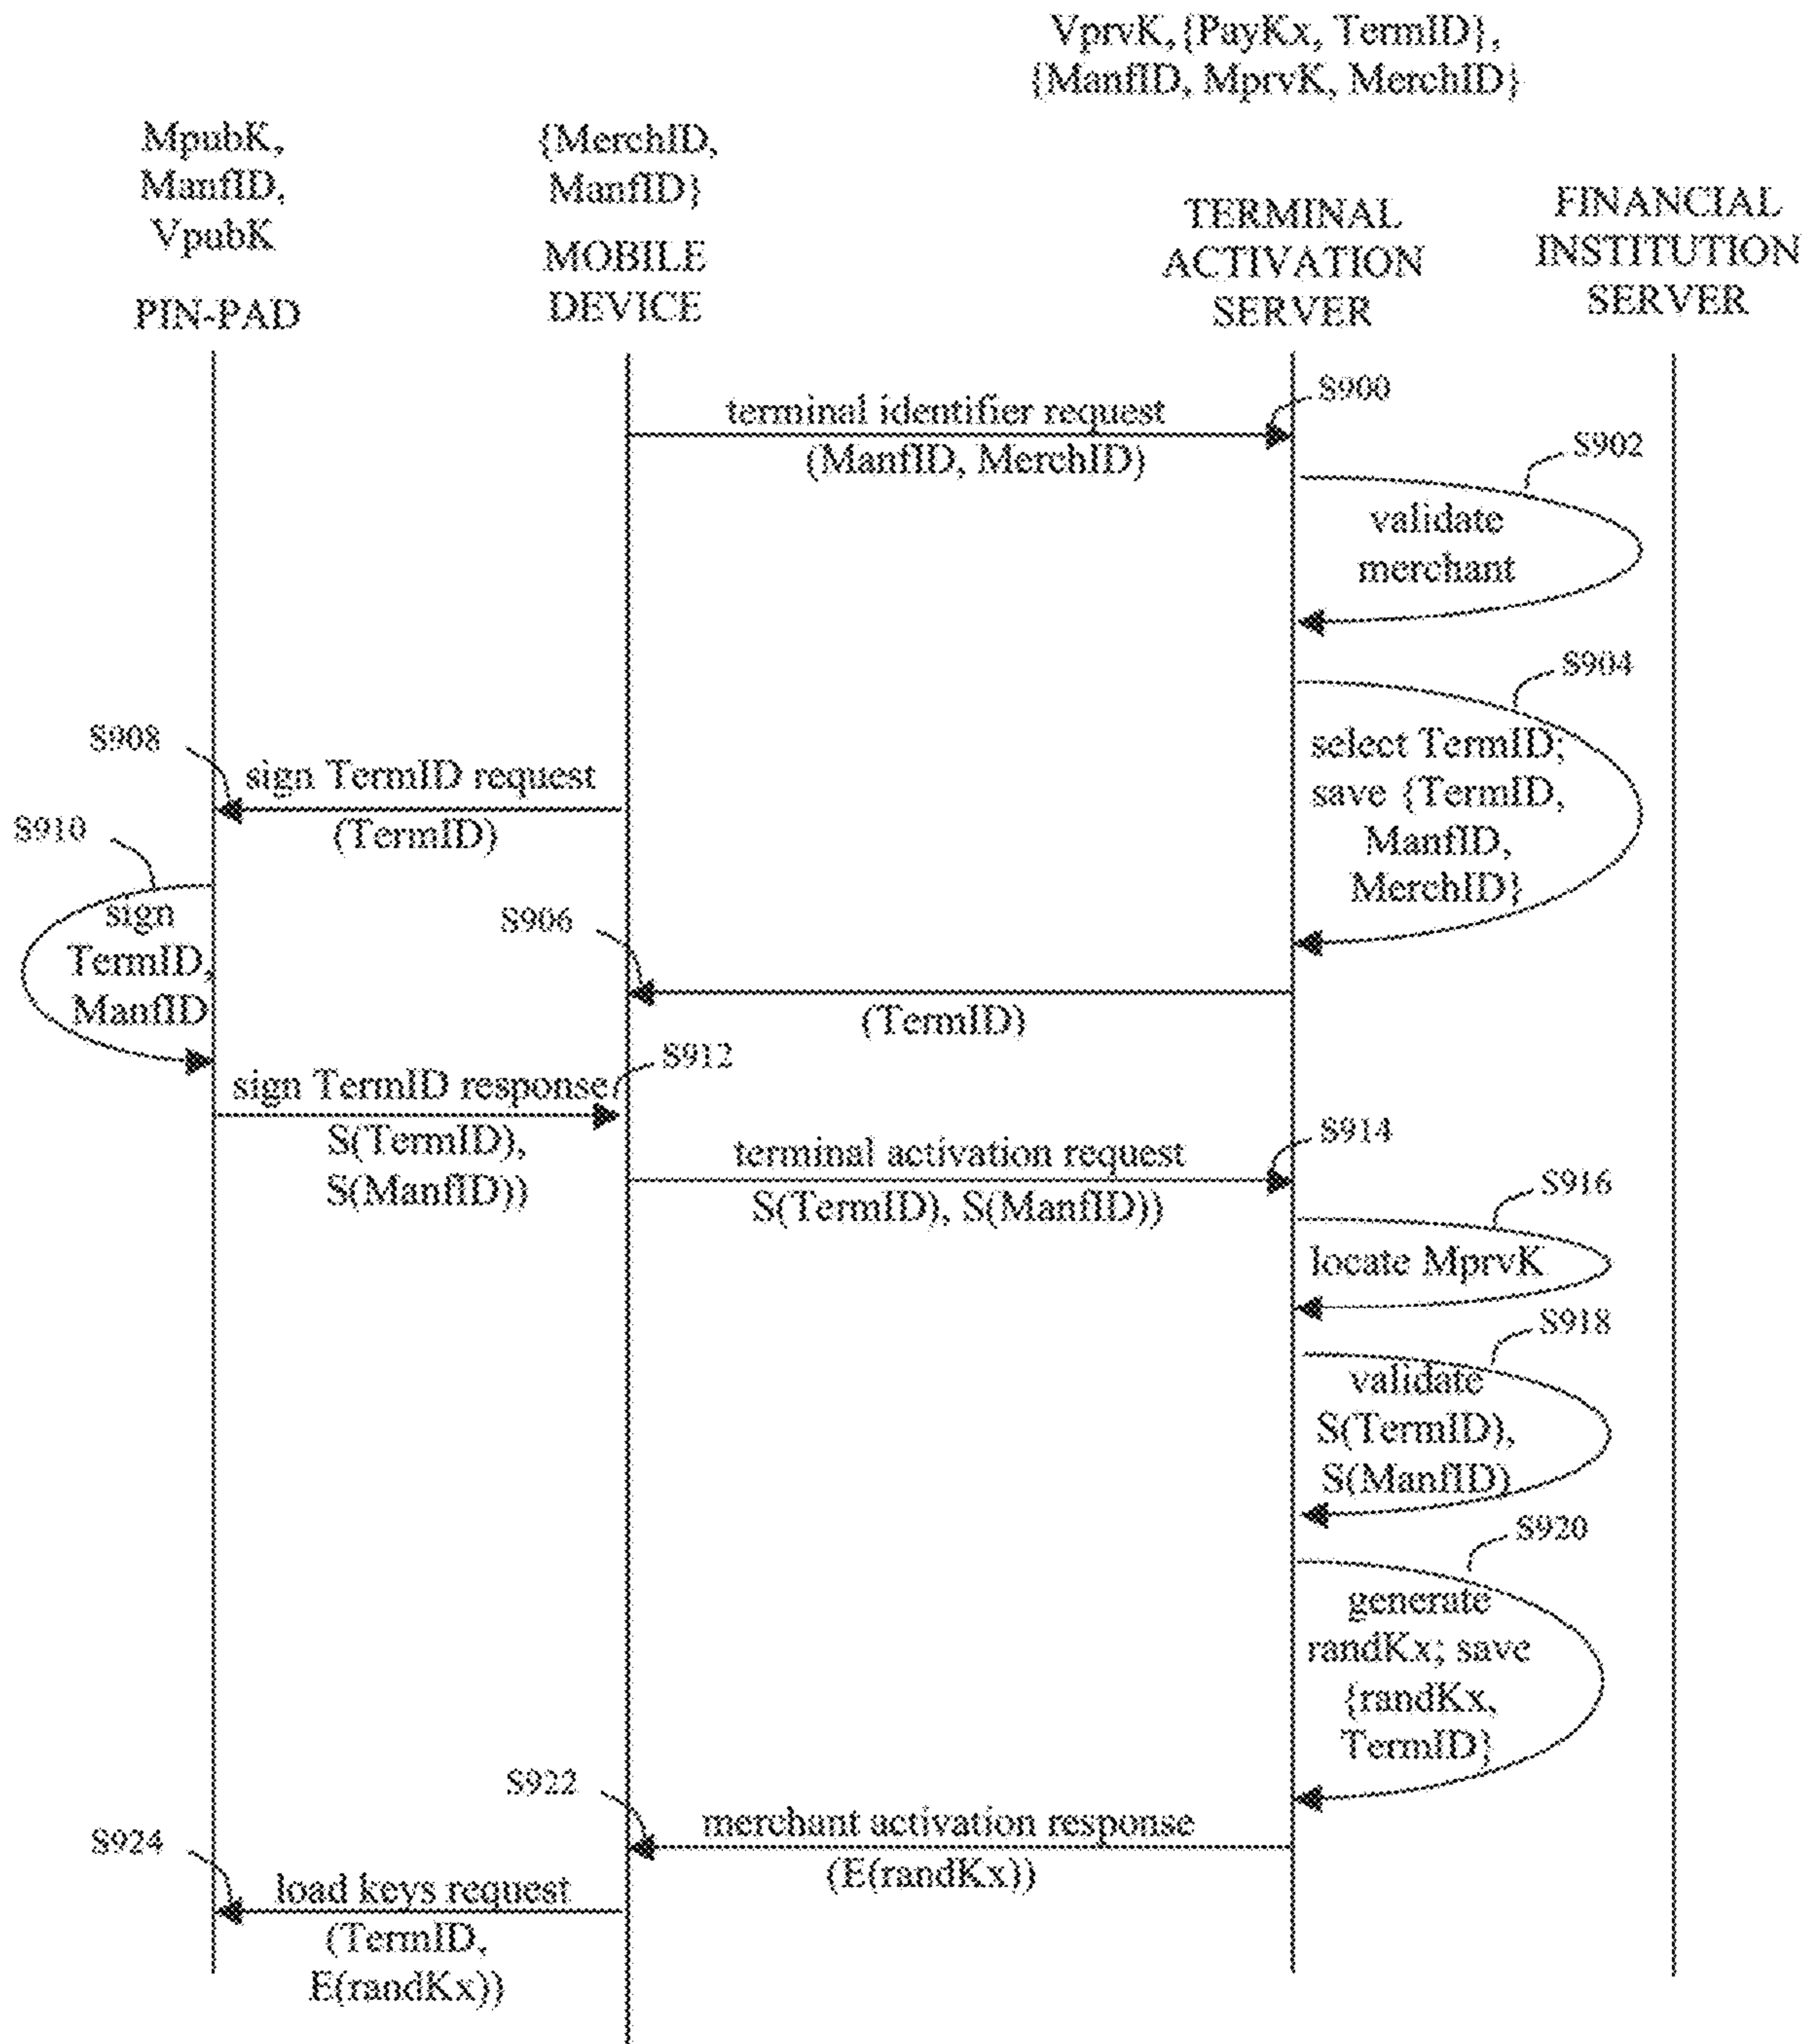 VprvK,{PayKx, TermID},
{ManfID, MprvK, MerchID}
MpubK,
ManfID,
VpubK
PIN-PAD
{MerchID,
ManfID}
MOBILE
DEVICE
TERMINAL
ACTIVATION
SERVER
FINANCIAL
INSTITUTION
SERVER
terminal identifier request
(ManfID, MerchID)
S900
S902
validate
merchant
S904
select TermID;
save {TermID,
ManfID,
MerchID}
S908
sign TermID request
(TermID)
S910
sign
TermID,
ManfID
S906
(TermID)
S912
sign TermID response
S(TermID),
S(ManfID))
S914
terminal activation request
S(TermID), S(ManfID))
S916
locate MprvK
S918
validate
S(TermID),
S(ManfID)
S920
generate
randKx; save
{randKx,
TermID}
S922
merchant activation response
(E(randKx))
S924
load keys request
(TermID,
E(randKx))